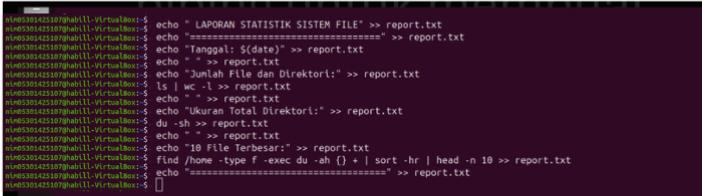 nim05301425107@habill-VirtualBox:~$ echo " LAPORAN STATISTIK SISTEM FILE" >> report.txt
nim05301425107@habill-VirtualBox:~$ echo "==================================" >> report.txt
nim05301425107@habill-VirtualBox:~$ echo "Tanggal: $(date)" >> report.txt
nim05301425107@habill-VirtualBox:~$ echo " " >> report.txt
nim05301425107@habill-VirtualBox:~$ echo "Jumlah File dan Direktori:" >> report.txt
nim05301425107@habill-VirtualBox:~$ ls | wc -l >> report.txt
nim05301425107@habill-VirtualBox:~$ echo " " >> report.txt
nim05301425107@habill-VirtualBox:~$ echo "Ukuran Total Direktori:" >> report.txt
nim05301425107@habill-VirtualBox:~$ du -sh >> report.txt
nim05301425107@habill-VirtualBox:~$ echo " " >> report.txt
nim05301425107@habill-VirtualBox:~$ echo "10 File Terbesar:" >> report.txt
nim05301425107@habill-VirtualBox:~$ find /home -type f -exec du -ah {} + | sort -hr | head -n 10 >> report.txt
nim05301425107@habill-VirtualBox:~$ echo "===================================" >> report.txt
nim05301425107@habill-VirtualBox:~$